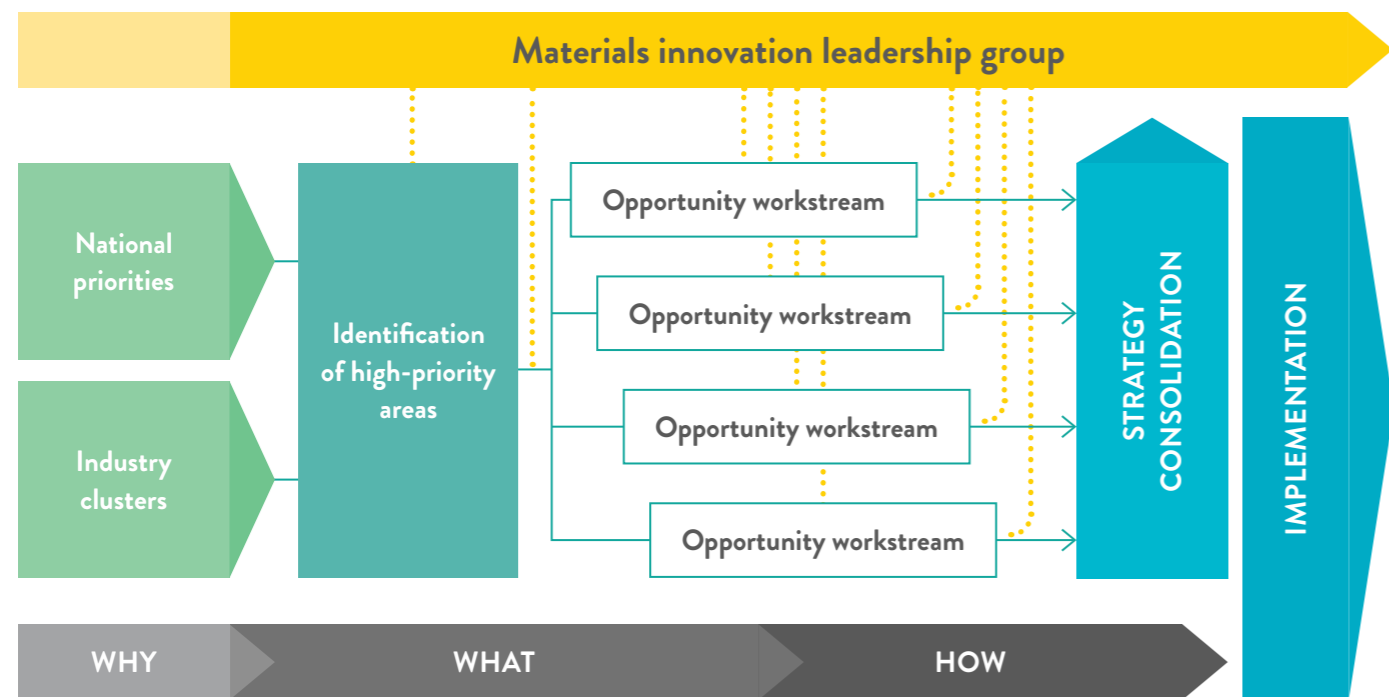 Materials innovation leadership group
National
priorities
Industry
clusters
Identification
of high-priority
areas
Opportunity workstream
Opportunity workstream
Opportunity workstream
Opportunity workstream
STRATEGY
CONSOLIDATION
IMPLEMENTATION
WHY
WHAT
HOW